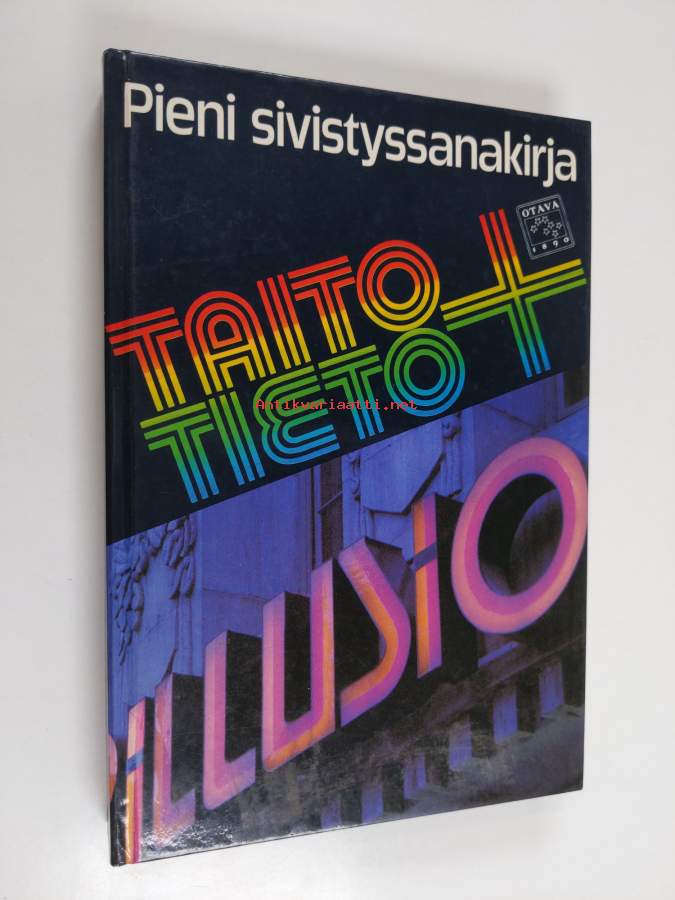 Pieni sivistyssanakirja
OTAVA
1890
TAITO
TIETO +
Antikvariaatti.net
iLLUSiO